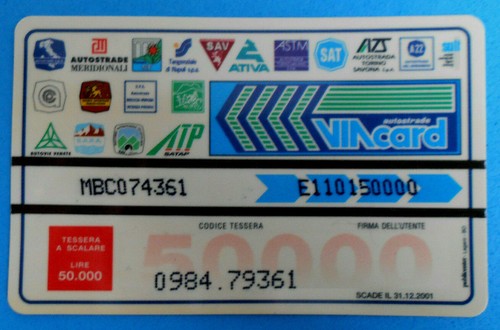 AUTOSTRADE
MERIDIONALI
Tangenziale
di Napoli s.p.a.
SAV
ATIVA
ASTM
SAT
ATS
AUTOSTRADA
TORINO
SAVONA s.p.a.
A22
autostrade
VIAcard
ATP
SATAP
MBC074361
E110150000
TESSERA
A SCALARE
LIRE
50.000
CODICE TESSERA
FIRMA DELL'UTENTE
50000
0984.79361
SCADE IL 31.12.2001